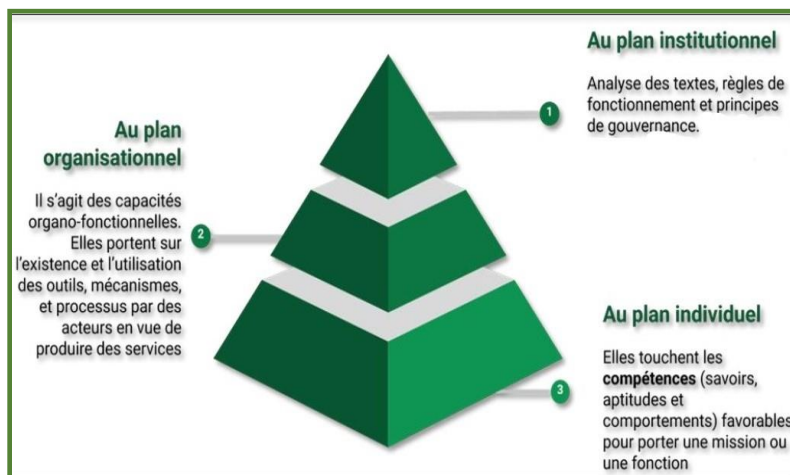 Au plan institutionnel
Analyse des textes, règles de
fonctionnement et principes
de gouvernance.
1
Au plan
organisationnel
Il s’agit des capacités
organo-fonctionnelles.
Elles portent sur
l’existence et l’utilisation
des outils, mécanismes,
et processus par des
acteurs en vue de
produire des services
2
Au plan individuel
Elles touchent les
compétences (savoirs,
aptitudes et
comportements) favorables
pour porter une mission ou
une fonction
3